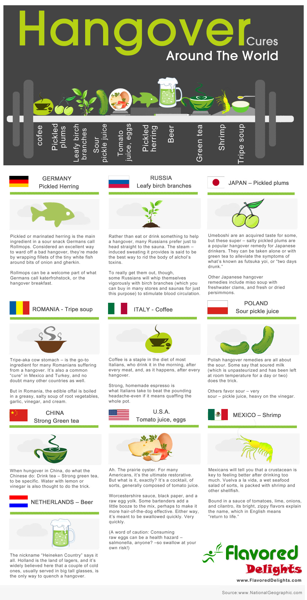 Hangover Cures
Around The World
coffee
Pickled plums
Leafy birch branches
Sour pickle juice
Tomato juice, eggs
Pickled herring
Beer
Green tea
Shrimp
Tripe soup
GERMANY
Pickled Herring
Pickled or marinated herring is the main
ingredient in a sour snack Germans call
Rollmops. Considered an excellent way
to ward off a bad hangover, they're made
by wrapping fillets of the tiny white fish
around bits of onion and gherkin.
Rollmops can be a welcome part of what
Germans call katerfrühstück, or the
hangover breakfast.
RUSSIA
Leafy birch branches
Rather than eat or drink something to help
a hangover, many Russians prefer just to
head straight to the sauna. The steam -
induced sweating it provides is said to be
the best way to rid the body of alchol's
toxins.
To really get them out, though,
some Russians will whip themselves
vigorously with birch branches (which you
can buy in many stores and saunas for just
this purpose) to stimulate blood circulation.
JAPAN – Pickled plums
Umeboshi are an acquired taste for some,
but these super – salty pickled plums are
a popular hangover remedy for Japanese
drinkers. They can be taken alone or with
green tea to alleviate the symptoms of
what's known as futsuka yoi, or "two days
drunk."
Other Japanese hangover
remedies include miso soup with
freshwater clams, and fresh or dried
persimmons.
ROMANIA - Tripe soup
Tripe-aka cow stomach – is the go-to
ingredient for many Romanians suffering
from a hangover. It's also a common
"cure" in Mexico and Turkey, and no
doubt many other countries as well.
But in Romania, the edible offer is boiled
in a greasy, salty soup of root vegetables,
garlic, vinegar, and cream.
ITALY - Coffee
Coffee is a staple in the diet of most
Italians, who drink it in the morning, after
every meal, and, as it happens, after every
hangover.
Strong, homemade espresso is
what Italians take to beat the pounding
headache-even if it means quaffing the
whole pot.
POLAND
Sour pickle juice
Polish hangover remedies are all about
the sour. Some say that soured milk
(which is unpasteurized and has been left
at room temperature for a day or two)
does the trick.
Others favor sour – very
sour – pickle juice, heavy on the vinegar.
CHINA
Strong Green tea
When hungover in China, do what the
Chinese do: Drink tea - Strong green tea,
to be specific. Water with lemon or
vinegar is also thought to do the trick.
U.S.A.
Tomato juice, eggs
Ah. The prairie oyster. For many
Americans, it's the ultimate restorative.
But what is it, exactly? It's a cocktail, of
sorts, generally composed of tomato juice
Worcestershire sauce, black paper, and a
raw egg yolk. Some bartenders add a
little booze to the mix; perhaps to make it
more hair-of-the-dog effective. Either way,
it's meant to be swallowed quickly. Very
quickly.
(A word of caution: Consuming
raw eggs can be a health hazard –
salmonella, anyone? –so swallow at your
own risk!)
MEXICO – Shrimp
Mexicans will tell you that a crustacean is
key to feeling better after drinking too
much. Vuelva a la vida, a wet seafood
salad of sorts, is packed with shrimp and
other shellfish.
Bound in a sauce of tomatoes, lime, onions,
and cilantro, its bright, zippy flavors explain
the name, which in English means
"return to life."
NETHERLANDS – Beer
The nickname "Heineken Country" says it
all. Holland is the land of lagers, and it's
widely believed here that a couple of cold
ones, usually served in big tall glasses, is
the only way to quench a hangover.
Flavored
Delights
www.FlavoredDelights.com
Source:www.NationalGeographic.com